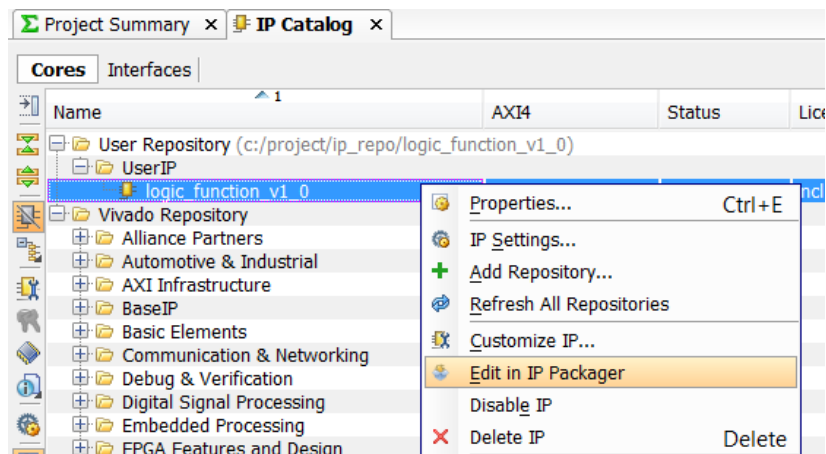 Project Summary × IP Catalog ×
Cores Interfaces
Name 1 AXI4 Status Lice
User Repository (c:/project/ip_repo/logic_function_v1_0)
UserIP
logic_function_v1_0 ncl
Vivado Repository
Alliance Partners
Automotive & Industrial
AXI Infrastructure
BaseIP
Basic Elements
Communication & Networking
Debug & Verification
Digital Signal Processing
Embedded Processing
FPGA Features and Design
Properties... Ctrl+E
IP Settings...
Add Repository...
Refresh All Repositories
Customize IP...
Edit in IP Packager
Disable IP
Delete IP Delete